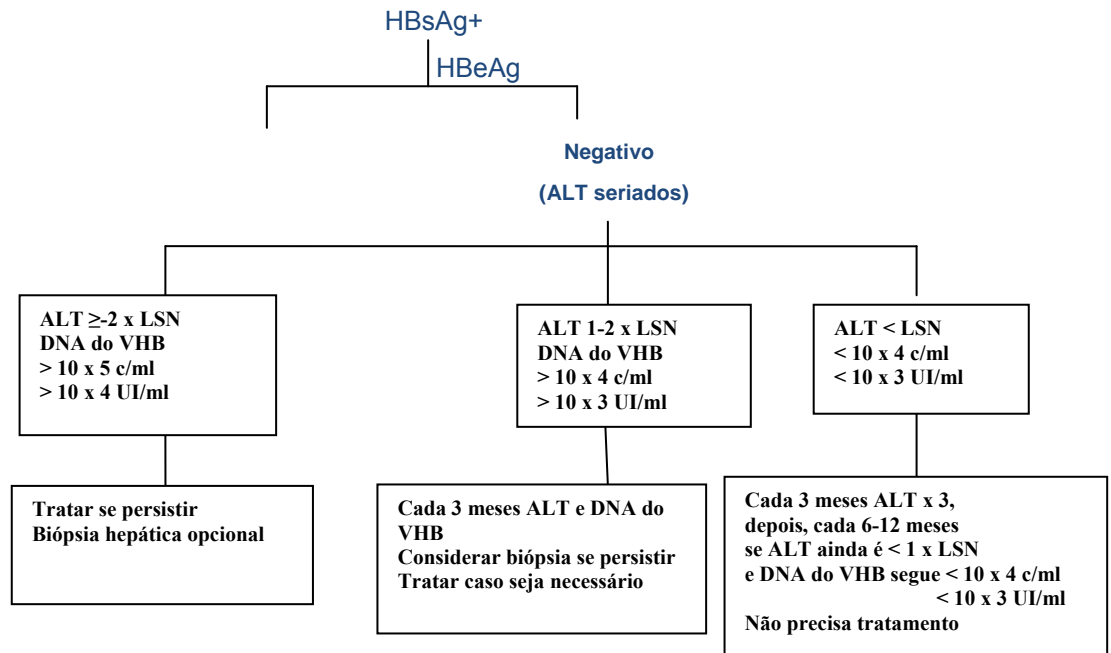 HBsAg+
HBeAg
Negativo
(ALT seriados)
ALT ≥-2 x LSN
DNA do VHB
> 10 x 5 c/ml
> 10 x 4 UI/ml
ALT 1-2 x LSN
DNA do VHB
> 10 x 4 c/ml
> 10 x 3 UI/ml
ALT < LSN
< 10 x 4 c/ml
< 10 x 3 UI/ml
Tratar se persistir
Biópsia hepática opcional
Cada 3 meses ALT e DNA do
VHB
Considerar biópsia se persistir
Tratar caso seja necessário
Cada 3 meses ALT x 3,
depois, cada 6-12 meses
se ALT ainda é < 1 x LSN
e DNA do VHB segue < 10 x 4 c/ml
< 10 x 3 UI/ml
Não precisa tratamento